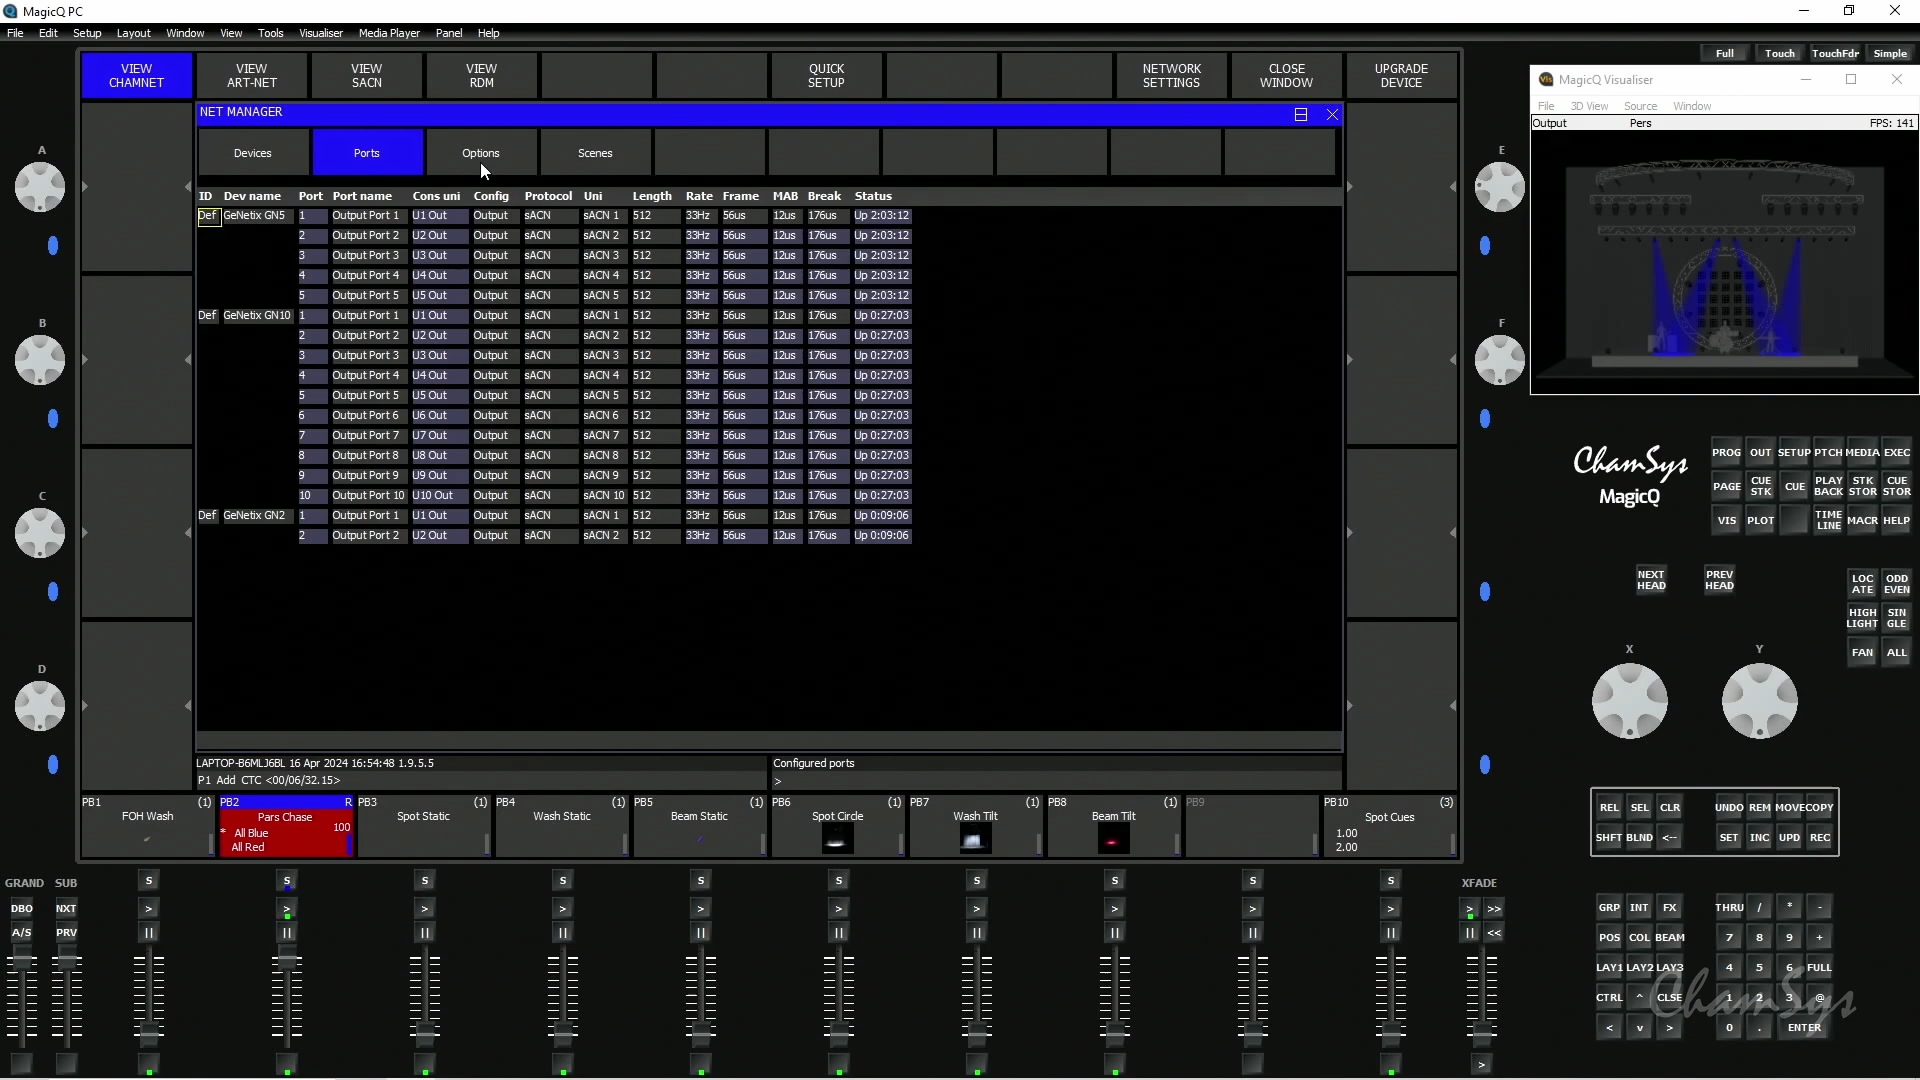 MagicQ PC
File Edit Setup Layout Window View Tools Visualiser Media Player Panel Help
Full Touch TouchFdr Simple
VIEW CHAMNET
VIEW ART-NET
VIEW SACN
VIEW RDM
QUICK SETUP
NETWORK SETTINGS
CLOSE WINDOW
UPGRADE DEVICE
NET MANAGER
Devices Ports Options Scenes
ID Dev name Port Port name Cons uni Config Protocol Uni Length Rate Frame MAB Break Status
Def GeNetix GN5 1 Output Port 1 U1 Out Output sACN sACN 1 512 33Hz 56us 12us 176us Up 2:03:12
2 Output Port 2 U2 Out Output sACN sACN 2 512 33Hz 56us 12us 176us Up 2:03:12
3 Output Port 3 U3 Out Output sACN sACN 3 512 33Hz 56us 12us 176us Up 2:03:12
4 Output Port 4 U4 Out Output sACN sACN 4 512 33Hz 56us 12us 176us Up 2:03:12
5 Output Port 5 U5 Out Output sACN sACN 5 512 33Hz 56us 12us 176us Up 2:03:12
Def GeNetix GN10 1 Output Port 1 U1 Out Output sACN sACN 1 512 33Hz 56us 12us 176us Up 0:27:03
2 Output Port 2 U2 Out Output sACN sACN 2 512 33Hz 56us 12us 176us Up 0:27:03
3 Output Port 3 U3 Out Output sACN sACN 3 512 33Hz 56us 12us 176us Up 0:27:03
4 Output Port 4 U4 Out Output sACN sACN 4 512 33Hz 56us 12us 176us Up 0:27:03
5 Output Port 5 U5 Out Output sACN sACN 5 512 33Hz 56us 12us 176us Up 0:27:03
6 Output Port 6 U6 Out Output sACN sACN 6 512 33Hz 56us 12us 176us Up 0:27:03
7 Output Port 7 U7 Out Output sACN sACN 7 512 33Hz 56us 12us 176us Up 0:27:03
8 Output Port 8 U8 Out Output sACN sACN 8 512 33Hz 56us 12us 176us Up 0:27:03
9 Output Port 9 U9 Out Output sACN sACN 9 512 33Hz 56us 12us 176us Up 0:27:03
10 Output Port 10 U10 Out Output sACN sACN 10 512 33Hz 56us 12us 176us Up 0:27:03
Def GeNetix GN2 1 Output Port 1 U1 Out Output sACN sACN 1 512 33Hz 56us 12us 176us Up 0:09:06
2 Output Port 2 U2 Out Output sACN sACN 2 512 33Hz 56us 12us 176us Up 0:09:06
LAPTOP-B6MLJ6BL 16 Apr 2024 16:54:48 1.9.5.5
P1 Add CTC <00/06/32.15>
Configured ports
>
A
B
C
D
E
F
Vis MagicQ Visualiser
File 3D View Source Window
Output Pers FPS: 141
ChamSys
MagicQ
PROG OUT SETUP PTCH MEDIA EXEC
PAGE CUE STK CUE PLAY BACK STK STOR CUE STOR
VIS PLOT TIME LINE MACR HELP
NEXT HEAD PREV HEAD
LOC ATE ODD EVEN
HIGH LIGHT SIN GLE
FAN ALL
X Y
REL SEL CLR UNDO REM MOVE COPY
SHFT BLND <-- SET INC UPD REC
GRP INT FX THRU / * -
POS COL BEAM 7 8 9 +
LAY1 LAY2 LAY3 4 5 6 FULL
CTRL ^ CLSE 1 2 3 @
< v > 0 . ENTER
ChamSys
PB1 (1)
FOH Wash
PB2 R
Pars Chase
100
* All Blue
All Red
PB3 (1)
Spot Static
PB4 (1)
Wash Static
PB5 (1)
Beam Static
PB6 (1)
Spot Circle
PB7 (1)
Wash Tilt
PB8 (1)
Beam Tilt
PB9
PB10 (3)
Spot Cues
1.00
2.00
GRAND SUB
DBO NXT
A/S PRV
S S S S S S S S S S
> > > > > > > > > >
|| || || || || || || || || ||
XFADE
> >>
|| <<
>